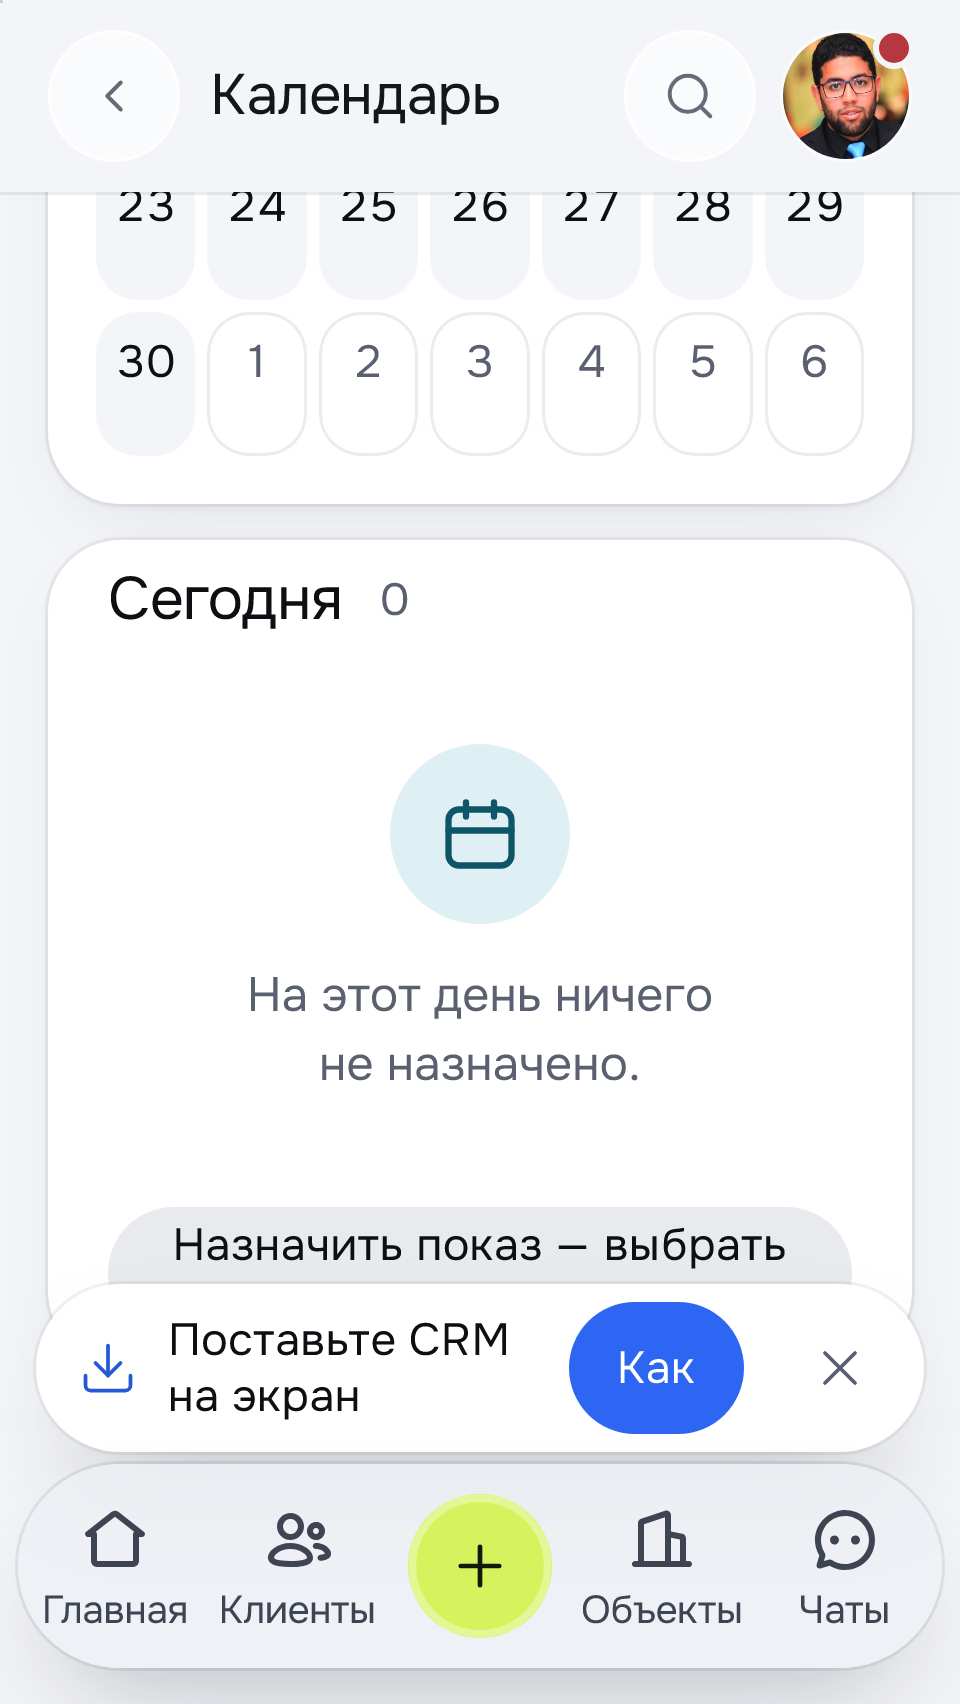 Календарь
23 24 25 26 27 28 29
30 1 2 3 4 5 6
Сегодня 0
На этот день ничего
не назначено.
Назначить показ — выбрать
Поставьте CRM
на экран
Как
Главная Клиенты Объекты Чаты